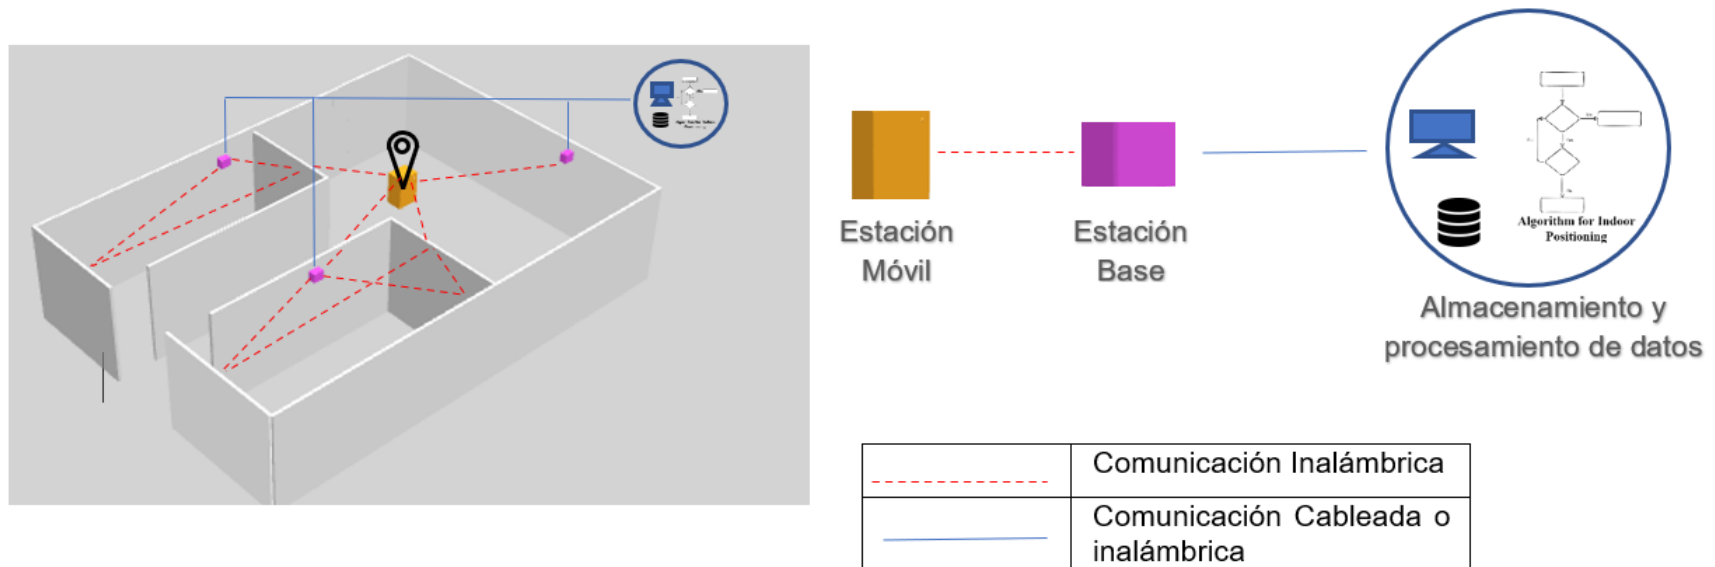 Estación
Móvil
Estación
Base
Algorithm for Indoor
Positioning
Almacenamiento y
procesamiento de datos
Comunicación Inalámbrica
Comunicación Cableada o
inalámbrica